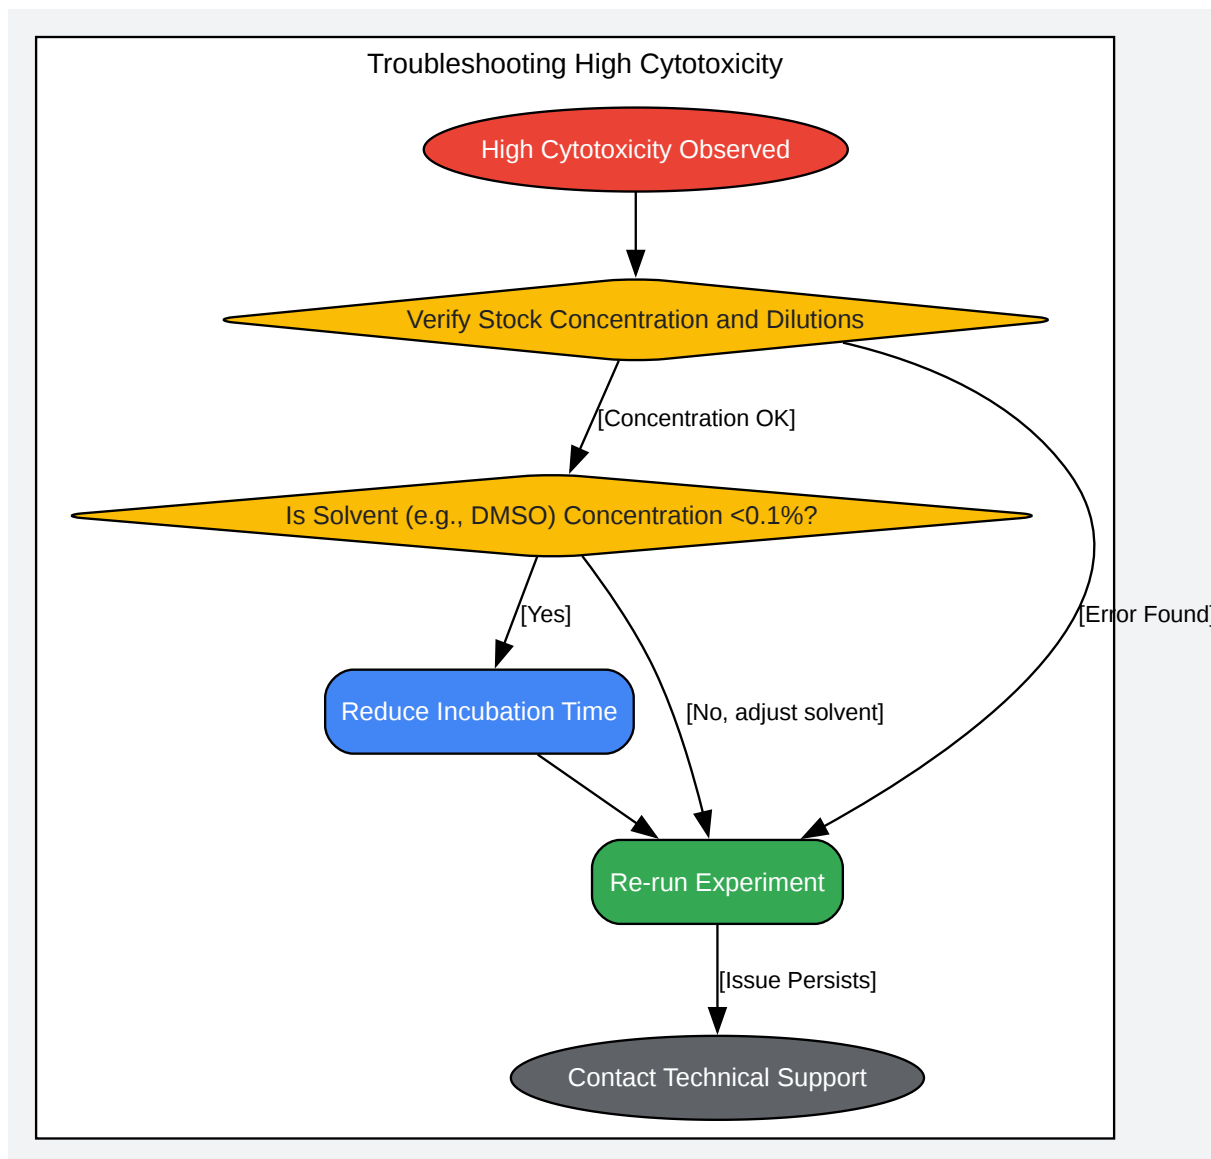 Troubleshooting High Cytotoxicity
High Cytotoxicity Observed
Verify Stock Concentration and Dilutions
[Concentration OK]
Is Solvent (e.g., DMSO) Concentration <0.1%?
[Yes]
[Error Found]
Reduce Incubation Time
[No, adjust solvent]
Re-run Experiment
[Issue Persists]
Contact Technical Support